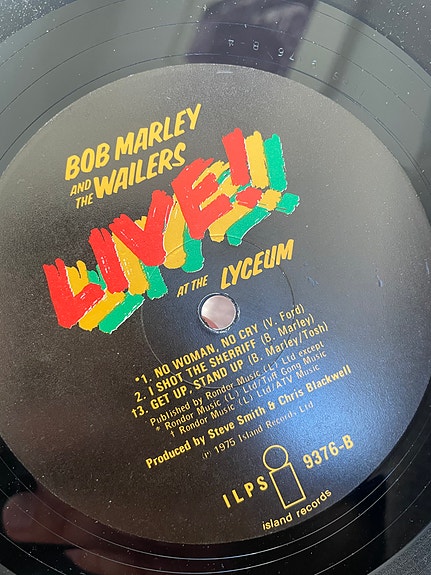 BOB MARLEY
AND THE WAILERS
LIVE!
AT THE LYCEUM
*1. NO WOMAN, NO CRY (V. Ford)
2. I SHOT THE SHERRIFF (B. Marley)
†3. GET UP, STAND UP (B. Marley/Tosh)
Published by Rondor Music (L) Ltd except
* Rondor Music (L) Ltd/Tuff Gong Music
† Rondor Music (L) Ltd/ATV Music
Produced by Steve Smith & Chris Blackwell
℗ 1975 Island Records, Ltd
ILPS 9376-B
island records